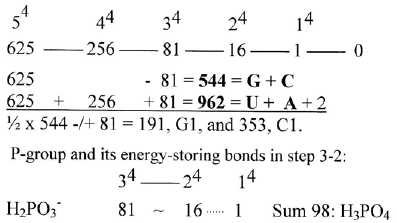 5⁴ 4⁴ 3⁴ 2⁴ 1⁴
625 —— 256 — 81 — 16 — 1 — 0
625 - 81 = 544 = G + C
625 + 256 + 81 = 962 = U + A + 2
½ x 544 -/+ 81 = 191, G1, and 353, C1.
P-group and its energy-storing bonds in step 3-2:
3⁴ — 2⁴ 1⁴
H₂PO₃⁻ 81 ~ 16 ······ 1 Sum 98: H₃PO₄